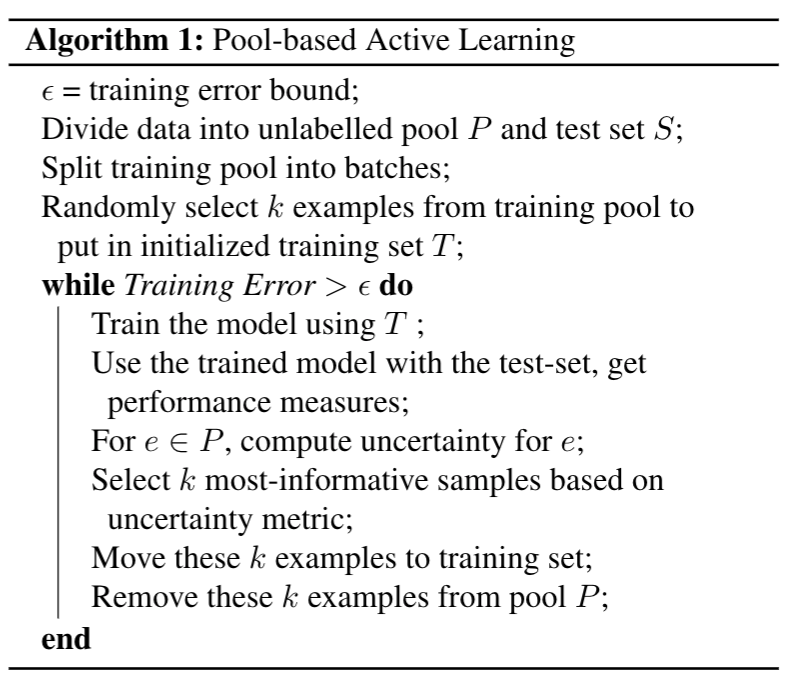 Algorithm 1: Pool-based Active Learning
ϵ = training error bound;
Divide data into unlabelled pool P and test set S;
Split training pool into batches;
Randomly select k examples from training pool to
put in initialized training set T;
while Training Error > ϵ do
Train the model using T ;
Use the trained model with the test-set, get
performance measures;
For e ∈ P, compute uncertainty for e;
Select k most-informative samples based on
uncertainty metric;
Move these k examples to training set;
Remove these k examples from pool P;
end